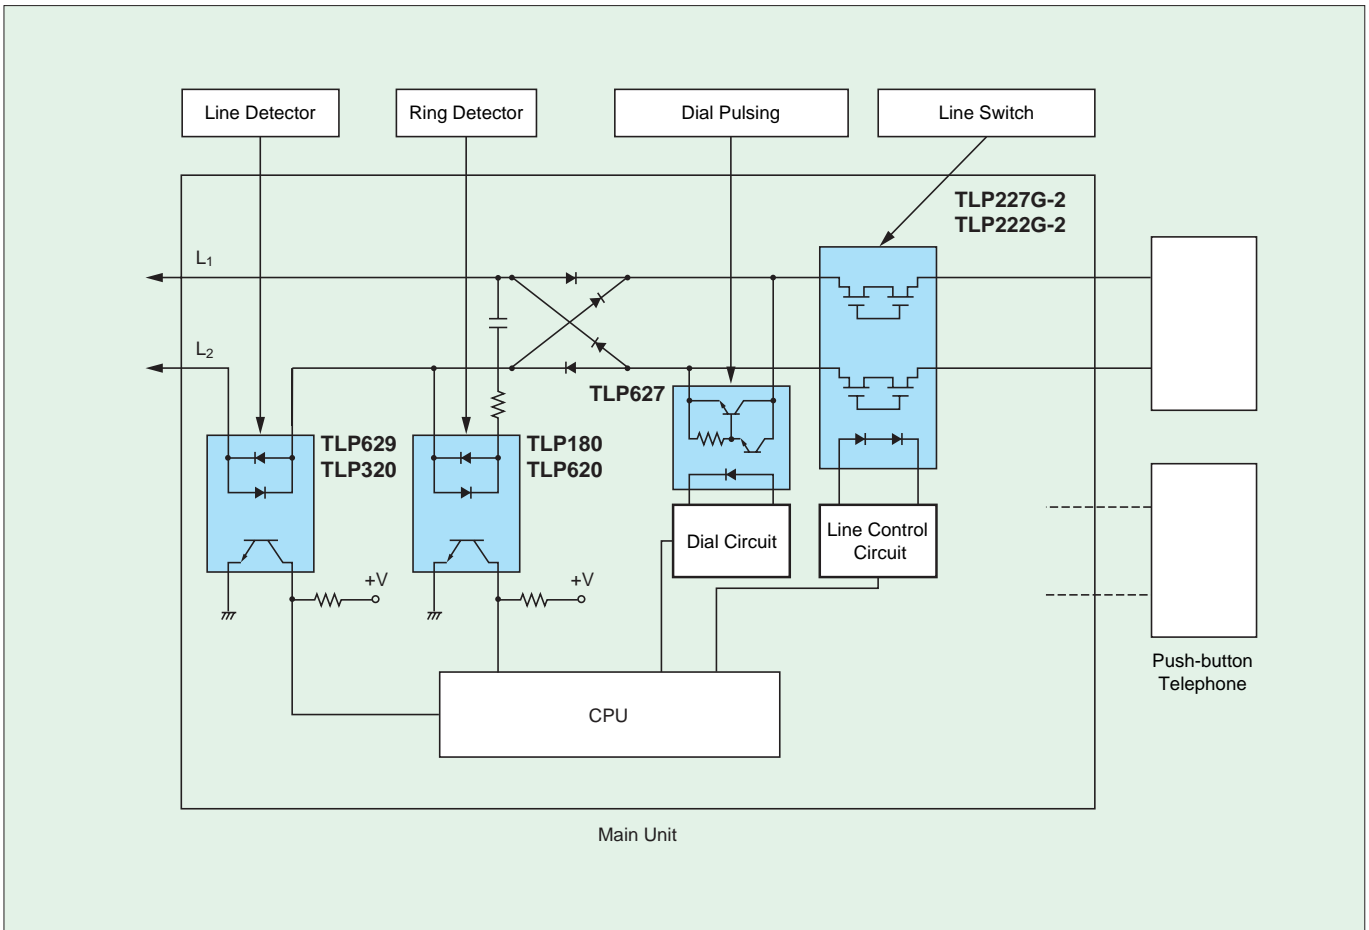 Line Detector
Ring Detector
Dial Pulsing
Line Switch
TLP227G-2
TLP222G-2
L1
L2
TLP627
TLP629
TLP320
TLP180
TLP620
Dial Circuit
Line Control
Circuit
+V
+V
Push-button
Telephone
CPU
Main Unit